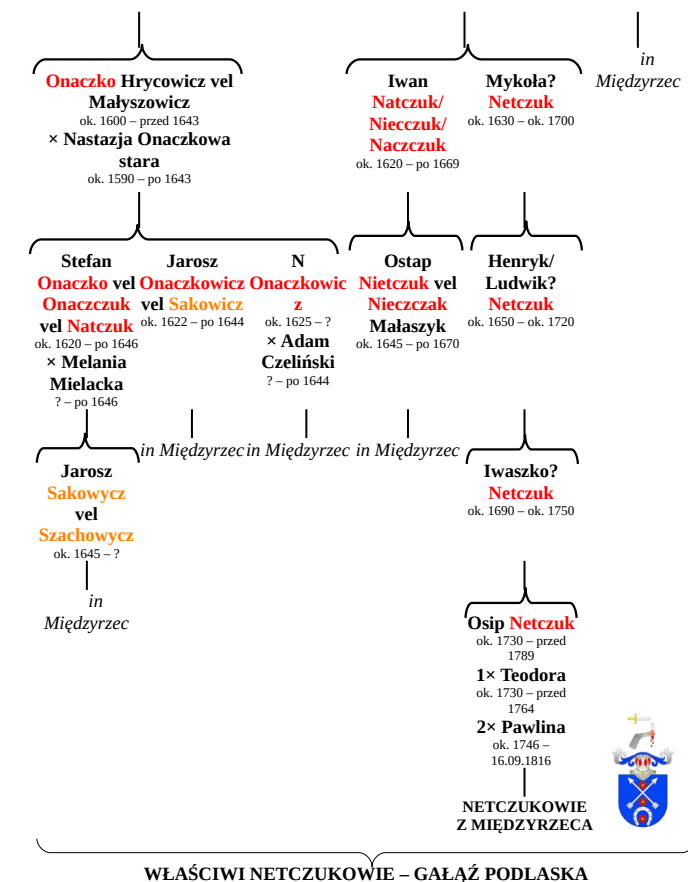 in
Międzyrzec
Onaczko Hrycowicz vel
Małyszowicz
ok. 1600 – przed 1643
× Nastazja Onaczkowa
stara
ok. 1590 – po 1643
Iwan
Natczuk/
Niecczuk/
Naczczuk
ok. 1620 – po 1669
Mykoła?
Netczuk
ok. 1630 – ok. 1700
Stefan
Onaczko vel
Onaczczuk
vel Natczuk
ok. 1620 – po 1646
× Melania
Mielacka
? – po 1646
Jarosz
Onaczkowicz
vel Sakowicz
ok. 1622 – po 1644
N
Onaczkowic
z
ok. 1625 – ?
× Adam
Czeliński
? – po 1644
Ostap
Nietczuk vel
Nieczczak
Małaszyk
ok. 1645 – po 1670
Henryk/
Ludwik?
Netczuk
ok. 1650 – ok. 1720
in Międzyrzec
in Międzyrzec
in Międzyrzec
Jarosz
Sakowycz
vel
Szachowycz
ok. 1645 – ?
Iwaszko?
Netczuk
ok. 1690 – ok. 1750
in
Międzyrzec
Osip Netczuk
ok. 1730 – przed
1789
1× Teodora
ok. 1730 – przed
1764
2× Pawlina
ok. 1746 –
16.09.1816
NETCZUKOWIE
Z MIĘDZYRZECA
WŁAŚCIWI NETCZUKOWIE – GAŁĄŹ PODLASKA